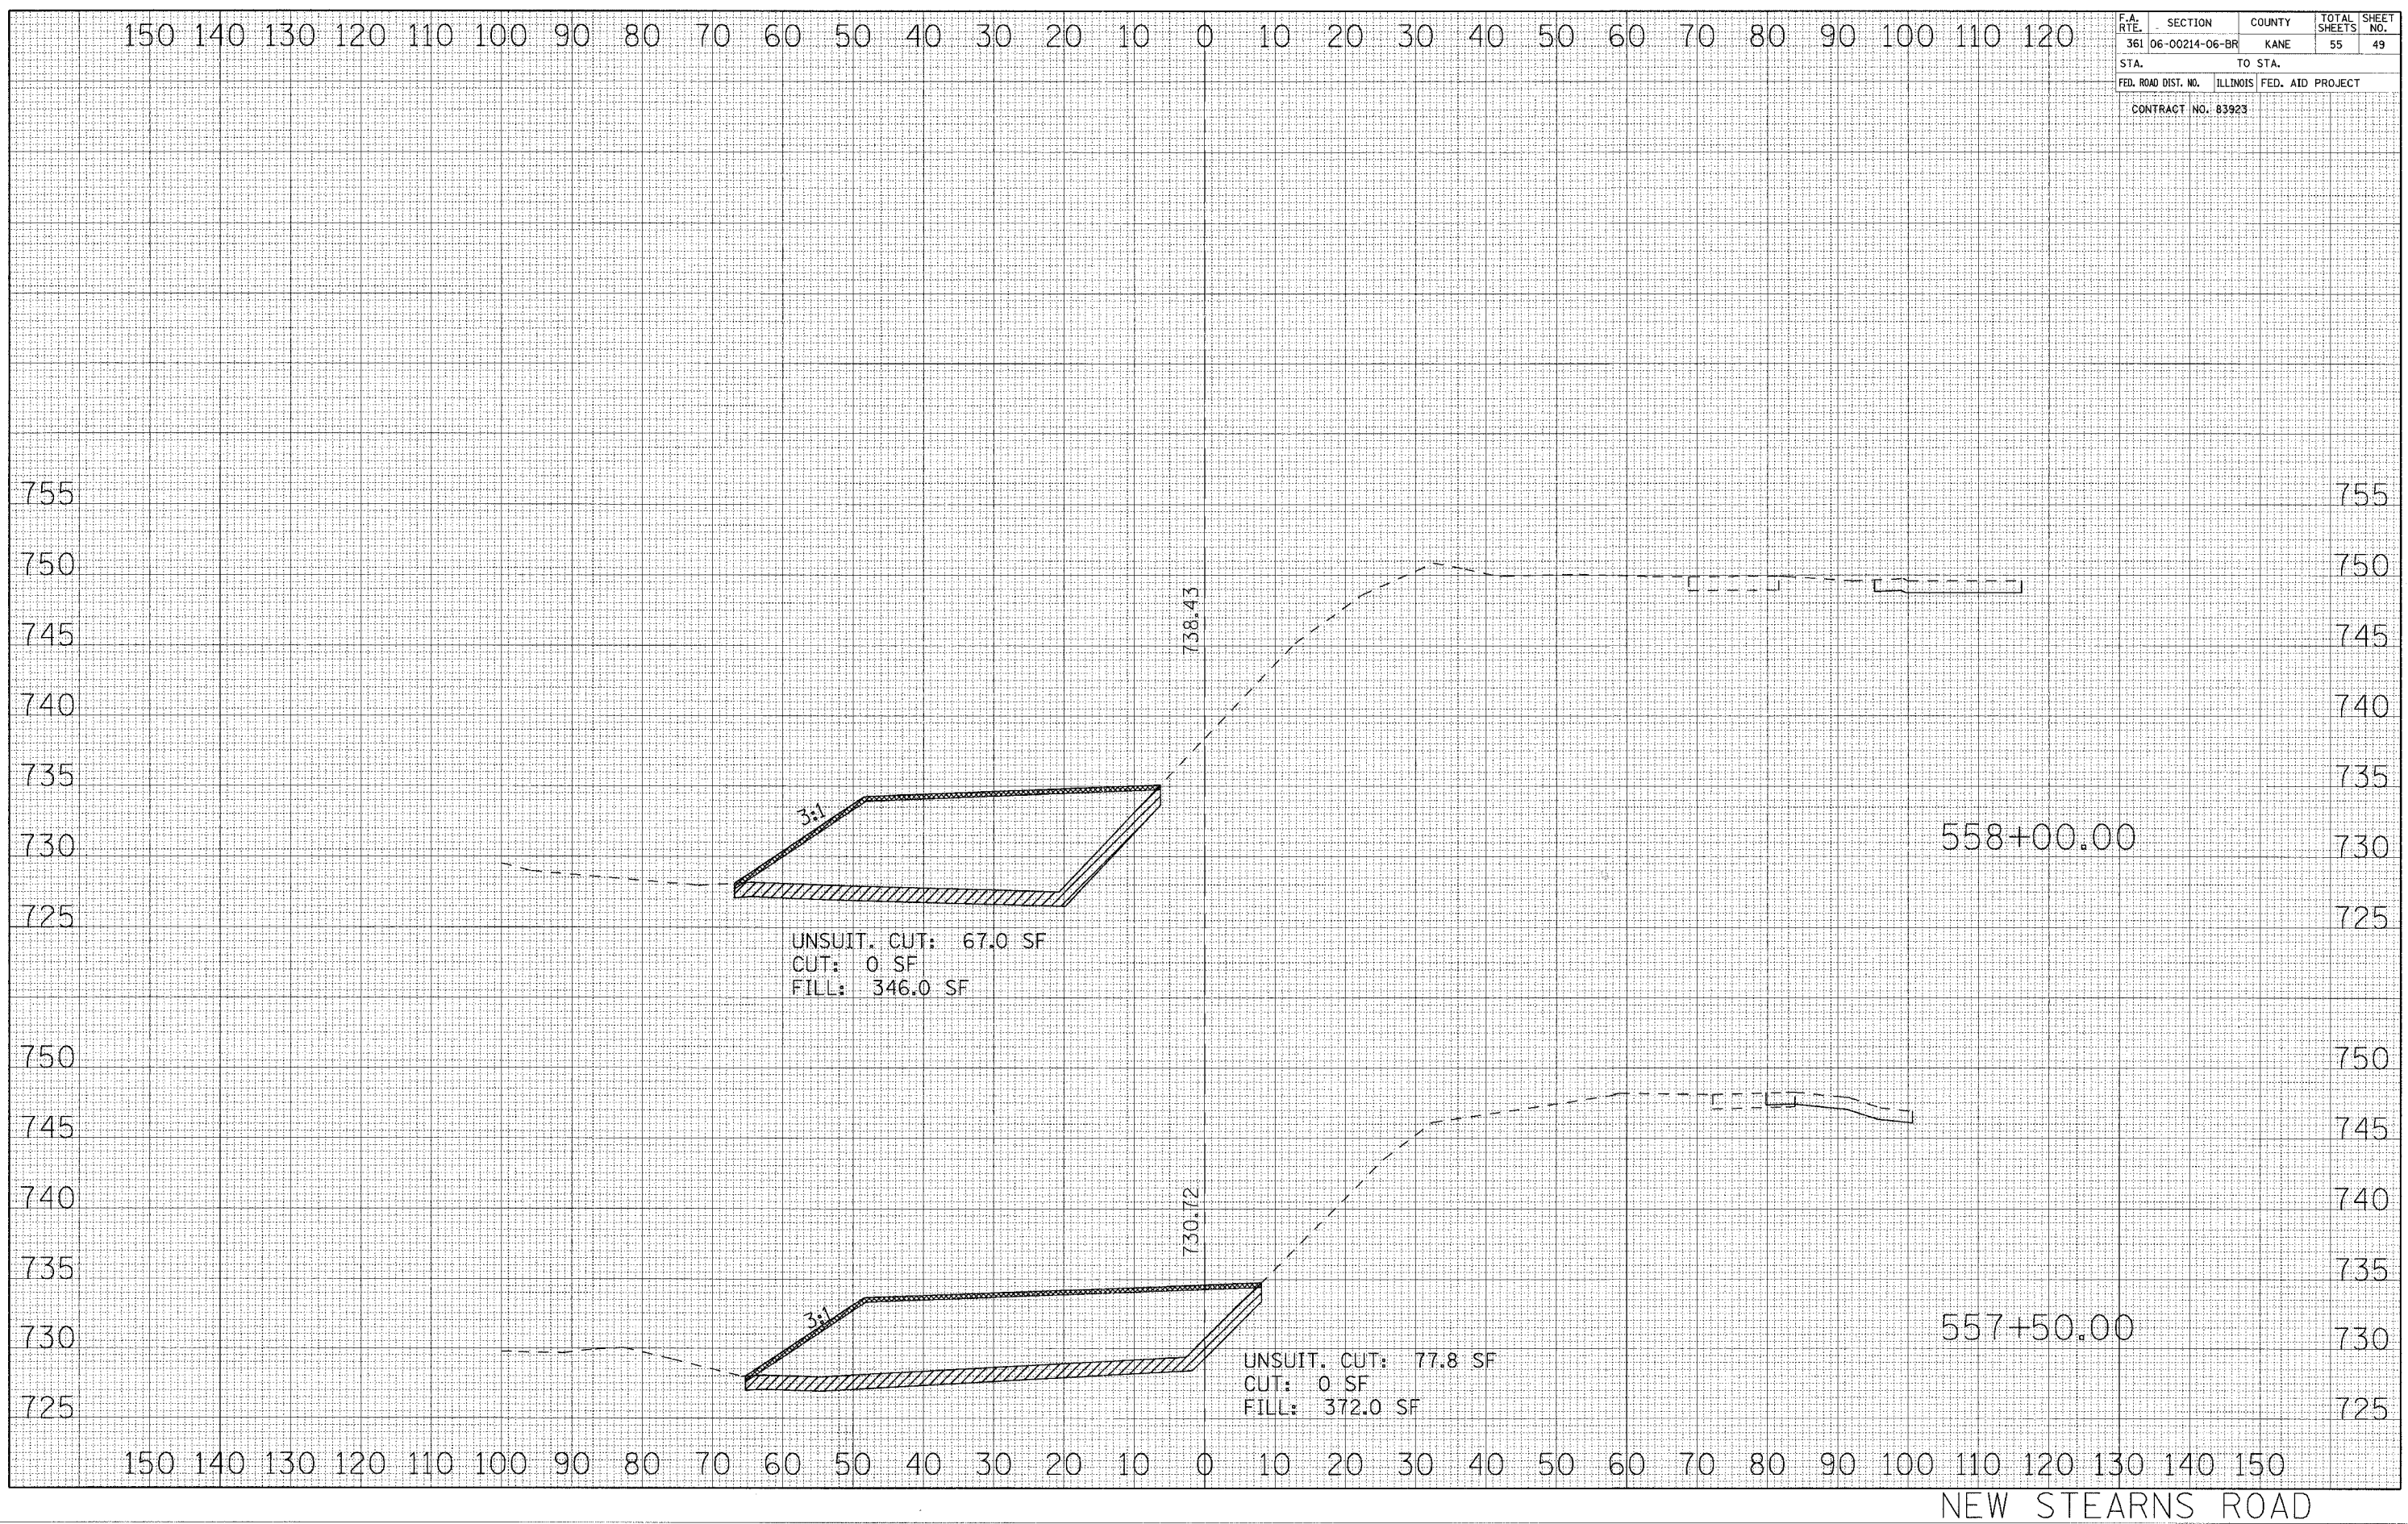 150 140 130 120 110 100 90 80 70 60 50 40 30 20 10 0 10 20 30 40 50 60 70 80 90 100 110 120
F.A. RTE. SECTION COUNTY TOTAL SHEETS SHEET NO.
361 06-00214-06-BR KANE 55 49
STA. TO STA.
FED. ROAD DIST. NO. ILLINOIS FED. AID PROJECT
CONTRACT NO. 83923
755 755
750 750
738.43
745 745
740 740
735 735
3:1
558+00.00
730 730
725 725
UNSUIT. CUT: 67.0 SF
CUT: 0 SF
FILL: 346.0 SF
750 750
745 745
740 740
730.72
735 735
3:1
557+50.00
730 730
UNSUIT. CUT: 77.8 SF
CUT: 0 SF
FILL: 372.0 SF
725 725
150 140 130 120 110 100 90 80 70 60 50 40 30 20 10 0 10 20 30 40 50 60 70 80 90 100 110 120 130 140 150
NEW STEARNS ROAD